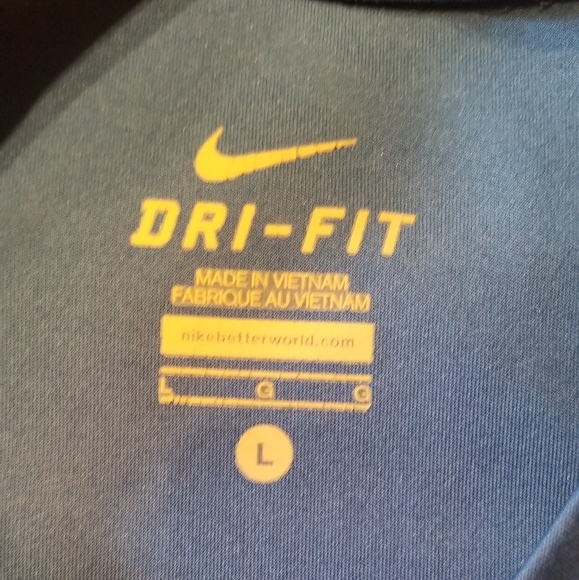 DRI-FIT
MADE IN VIETNAM
FABRIQUE AU VIETNAM
nikebetterworld.com
L G G
L